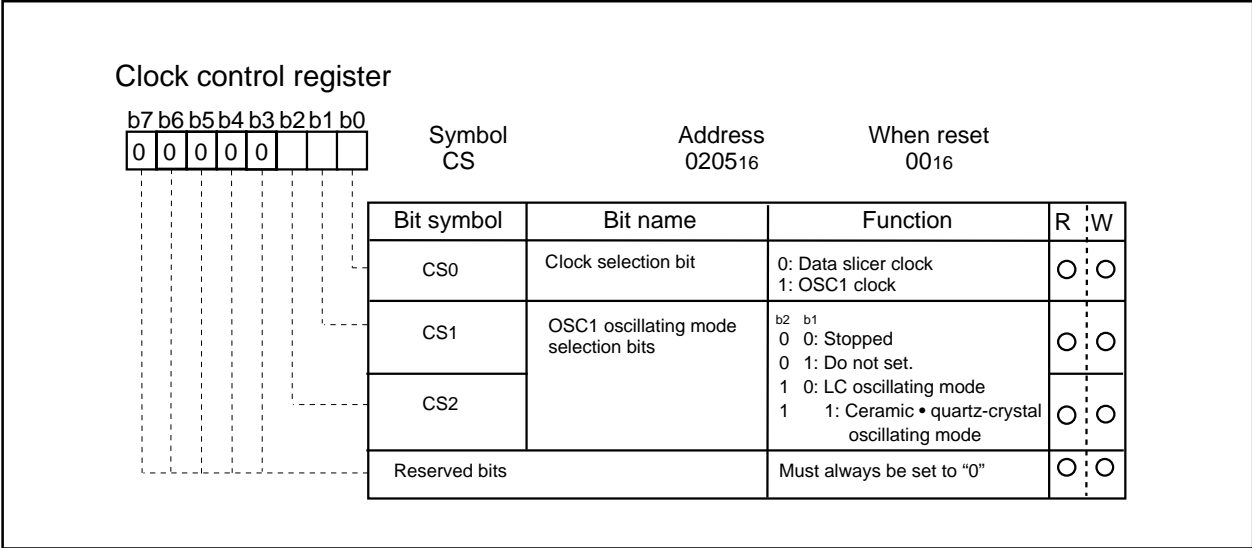 Clock control register
b7 b6 b5 b4 b3 b2 b1 b0
0 0 0 0 0
Symbol Address When reset
CS 020516 0016
Bit symbol Bit name Function R W
CS0 Clock selection bit 0: Data slicer clock
1: OSC1 clock
CS1 OSC1 oscillating mode
selection bits
b2 b1
0 0: Stopped
0 1: Do not set.
1 0: LC oscillating mode
1 1: Ceramic • quartz-crystal
oscillating mode
CS2
Reserved bits Must always be set to “0”